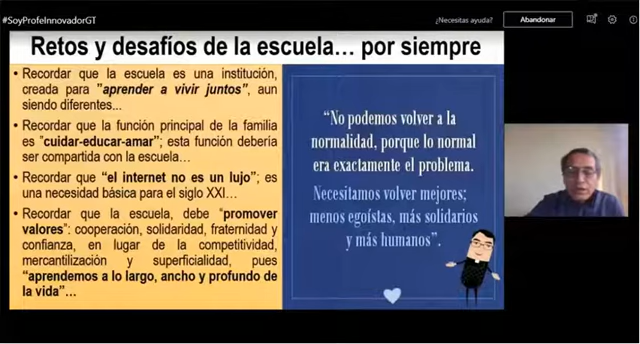 #SoyProfeInnovadorGT
¿Necesitas ayuda?
Abandonar
Retos y desafíos de la escuela… por siempre
• Recordar que la escuela es una institución,
creada para "aprender a vivir juntos", aun
siendo diferentes...
• Recordar que la función principal de la familia
es "cuidar-educar-amar"; esta función debería
ser compartida con la escuela…
• Recordar que "el internet no es un lujo"; es
una necesidad básica para el siglo XXI…
• Recordar que la escuela, debe "promover
valores": cooperación, solidaridad, fraternidad y
confianza, en lugar de la competitividad,
mercantilización y superficialidad, pues
"aprendemos a lo largo, ancho y profundo de
la vida"…
“No podemos volver a la
normalidad, porque lo normal
era exactamente el problema.
Necesitamos volver mejores;
menos egoístas, más solidarios
y más humanos”.